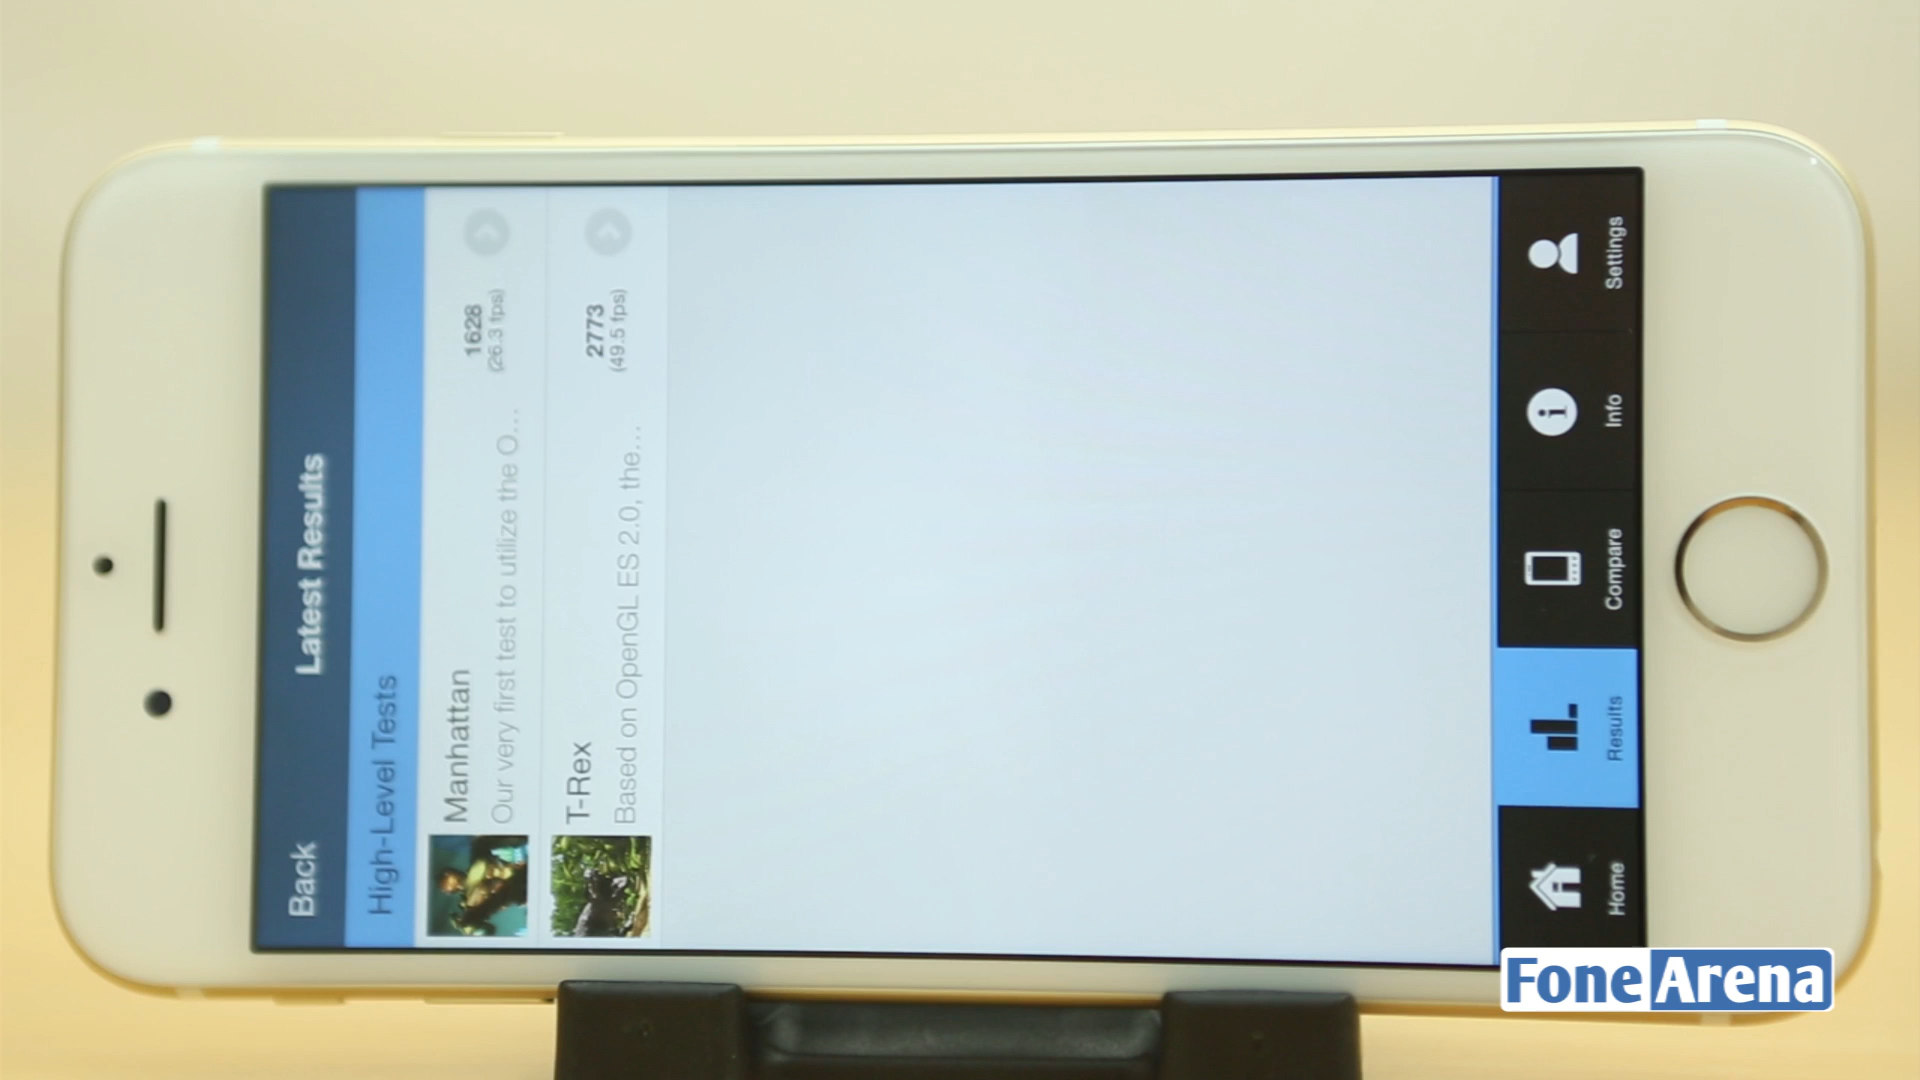 Back
Latest Results
High-Level Tests
Manhattan
1628
Our very first test to utilize the O...
(26.3 fps)
T-Rex
2773
Based on OpenGL ES 2.0, the...
(49.5 fps)
Home
Results
Compare
Info
Settings
FoneArena